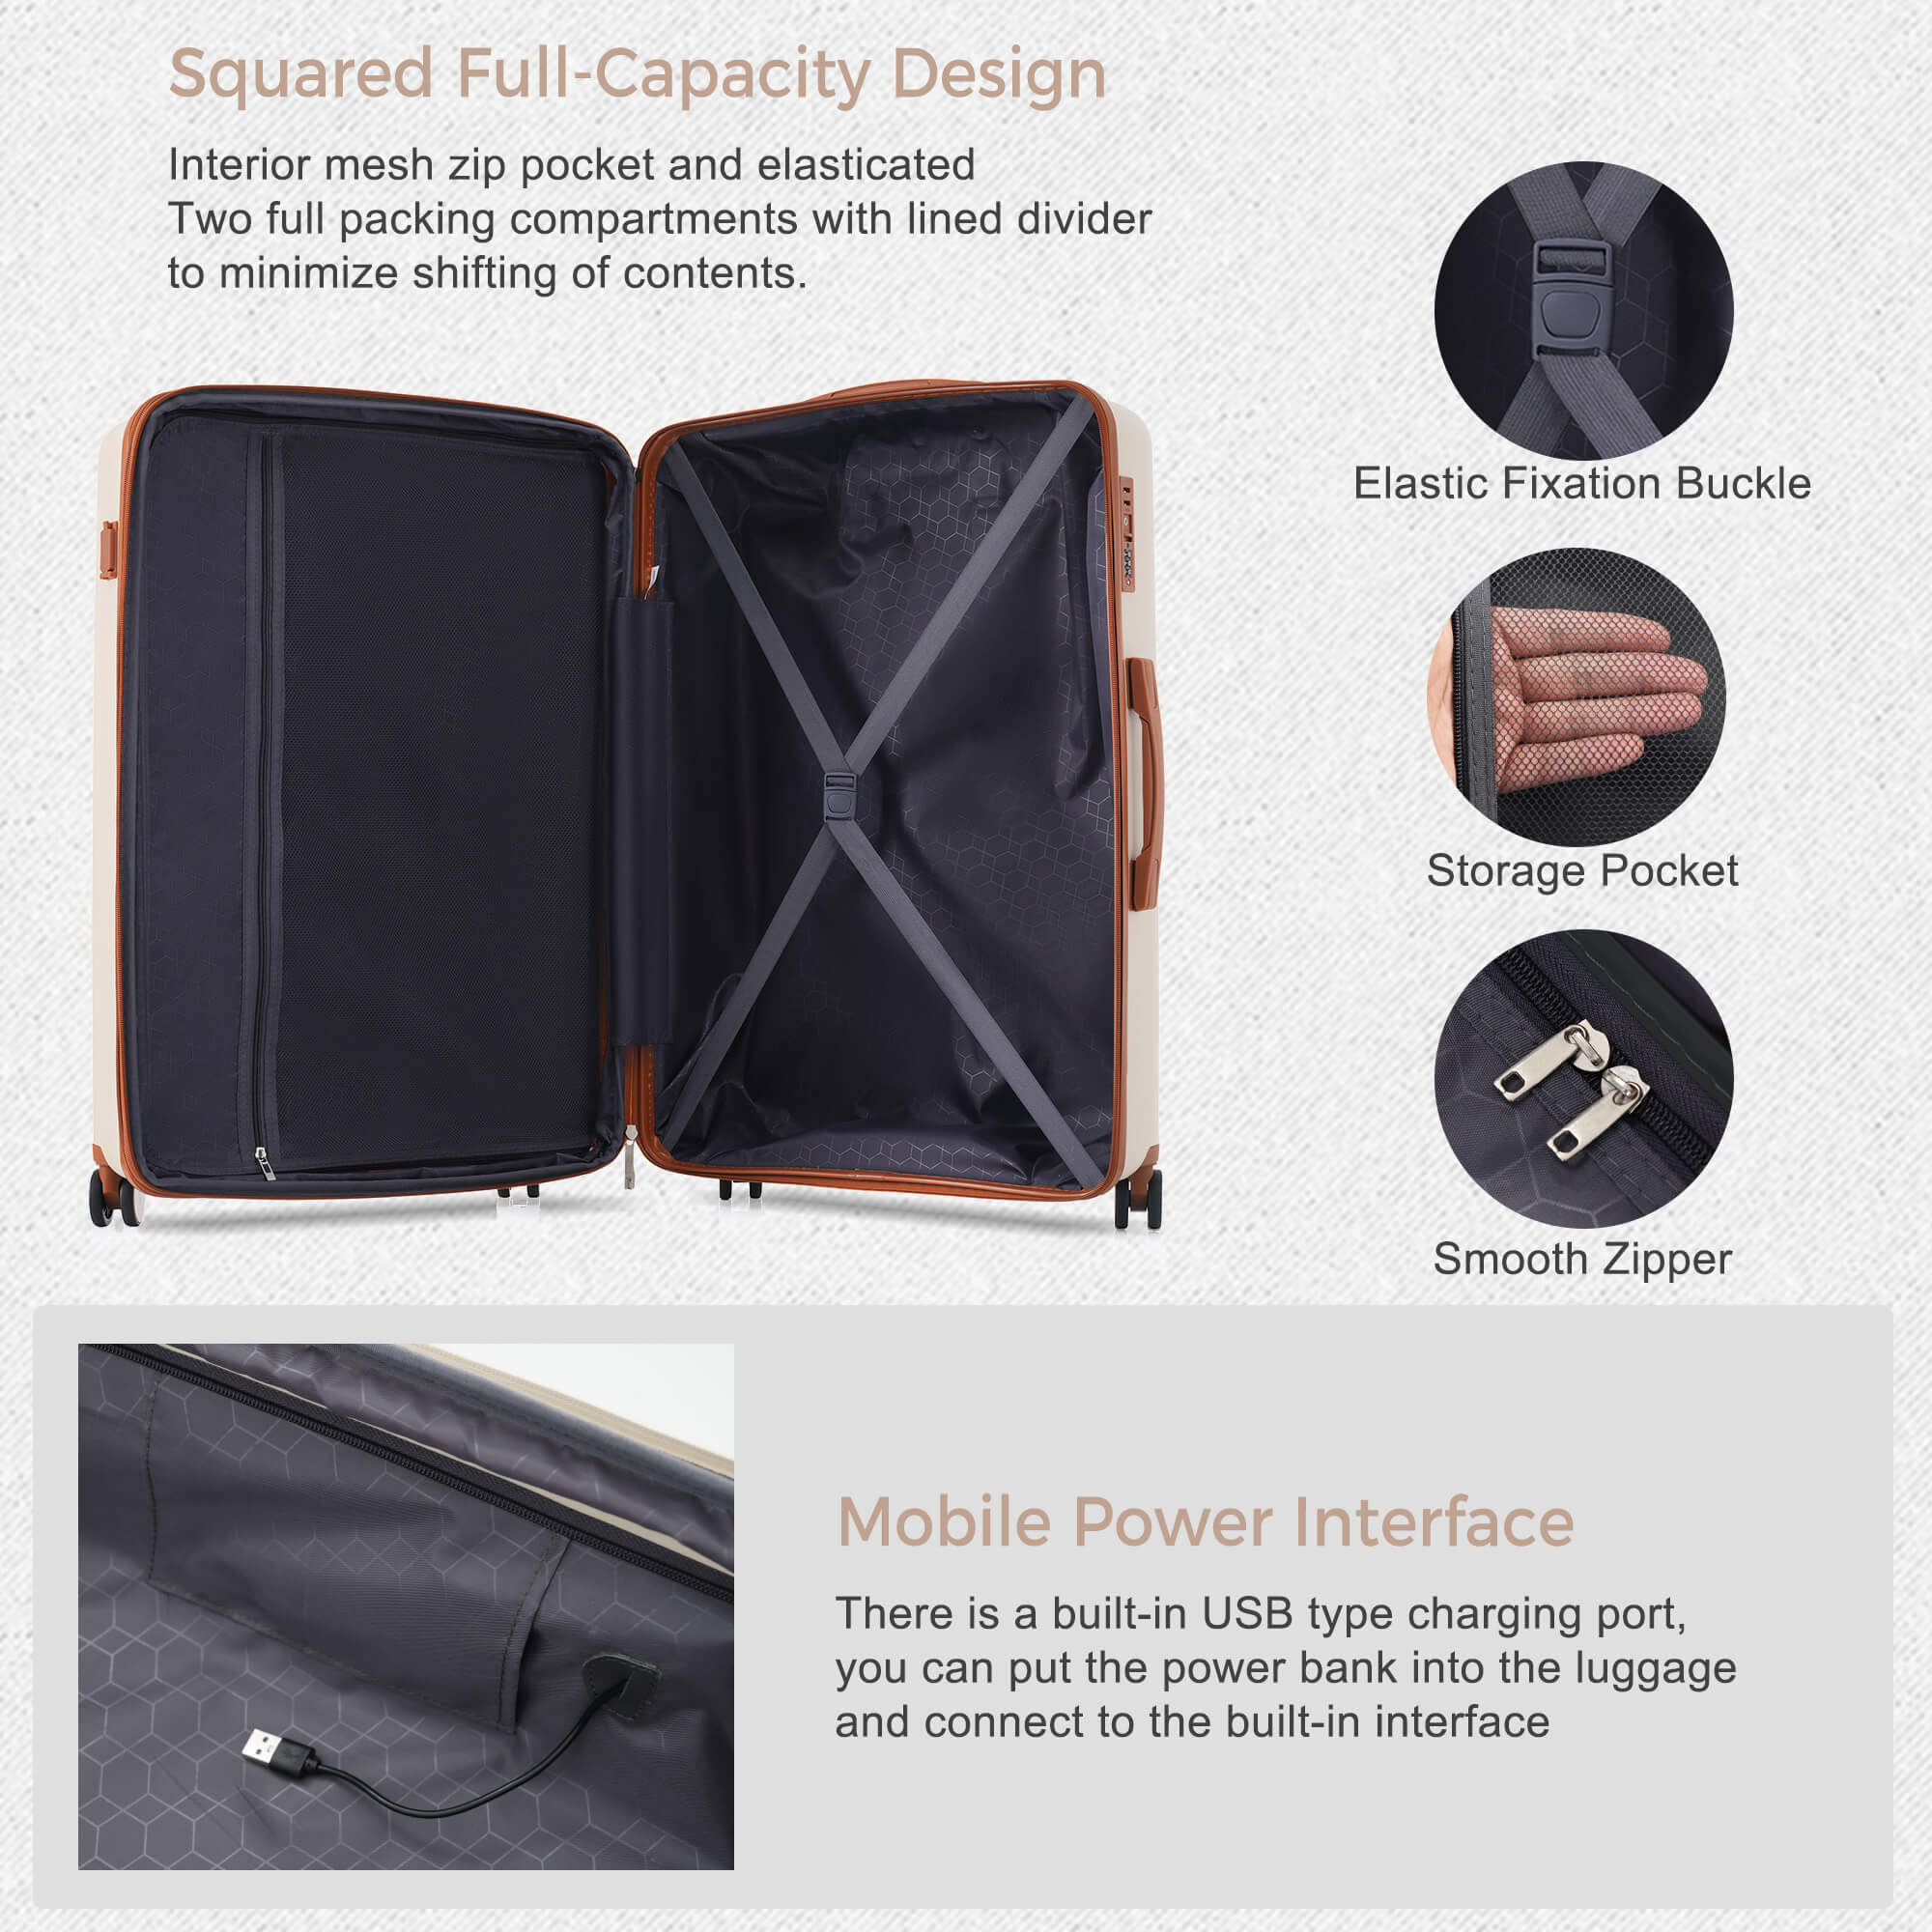 Squared Full-Capacity Design
Interior mesh zip pocket and elasticated
Two full packing compartments with lined divider
to minimize shifting of contents.
Elastic Fixation Buckle
Storage Pocket
Smooth Zipper
Mobile Power Interface
There is a built-in USB type charging port,
you can put the power bank into the luggage
and connect to the built-in interface